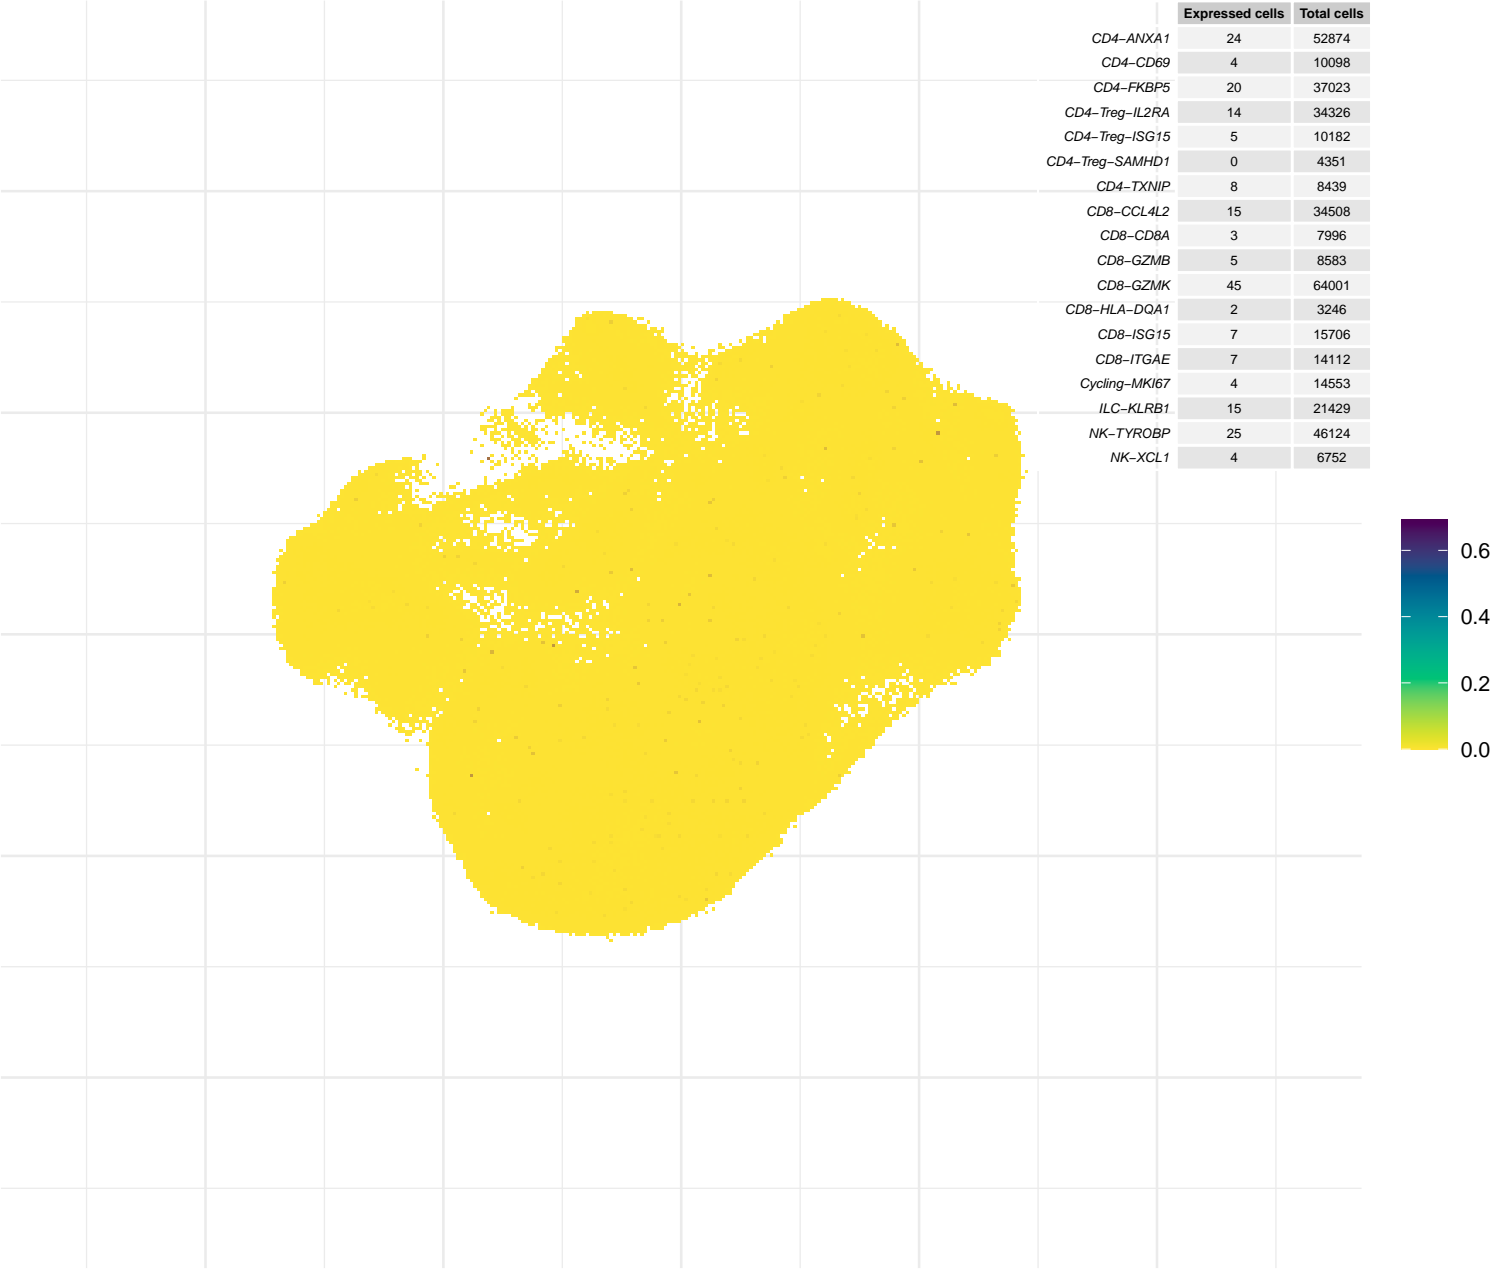 Expressed cells Total cells
CD4−ANXA1 24 52874
CD4−CD69 4 10098
CD4−FKBP5 20 37023
CD4−Treg−IL2RA 14 34326
CD4−Treg−ISG15 5 10182
CD4−Treg−SAMHD1 0 4351
CD4−TXNIP 8 8439
CD8−CCL4L2 15 34508
CD8−CD8A 3 7996
CD8−GZMB 5 8583
CD8−GZMK 45 64001
CD8−HLA−DQA1 2 3246
CD8−ISG15 7 15706
CD8−ITGAE 7 14112
Cycling−MKI67 4 14553
ILC−KLRB1 15 21429
NK−TYROBP 25 46124
NK−XCL1 4 6752
0.6
0.4
0.2
0.0